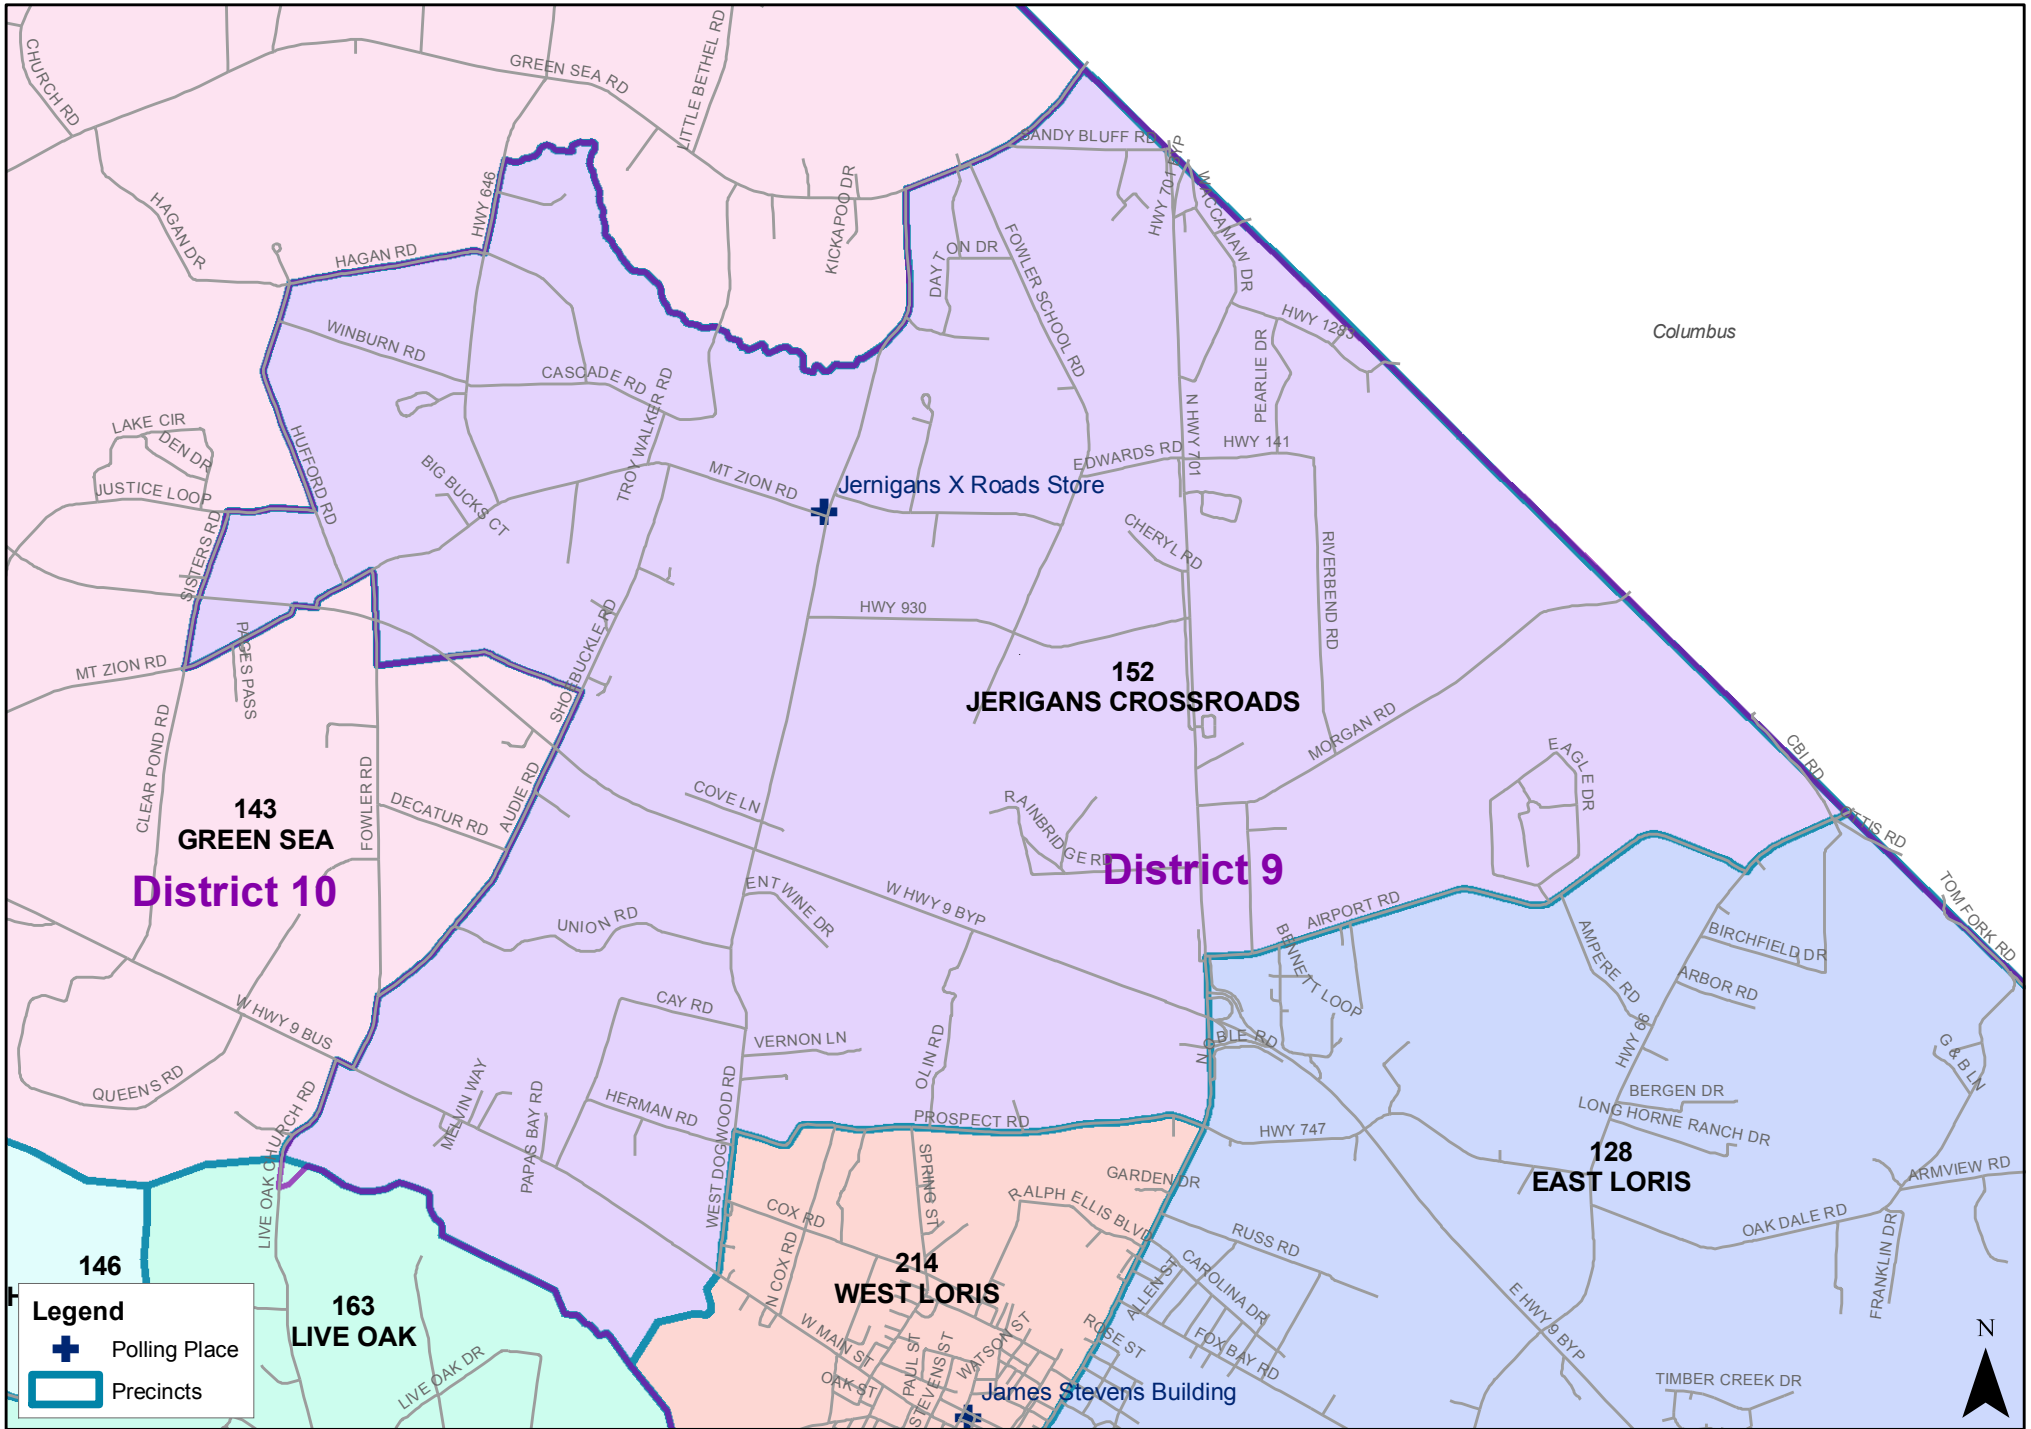 CHURCH RD
GREEN SEA RD
LITTLE BETHEL RD
SANDY BLUFF RD
HWY 701 BYP
WACCAMAW DR
HAGAN DR
HWY 646
HAGAN RD
KICKAPOO DR
DAYTON DR
FOWLER SCHOOL RD
HWY 1283
PEARLIE DR
Columbus
WINBURN RD
CASCADE RD
TROY WALKER RD
N HWY 701
LAKE CIR
DEN DR
JUSTICE LOOP
HUFFORD RD
BIG BUCKS CT
MT ZION RD
Jernigans X Roads Store
EDWARDS RD
HWY 141
CHERYL RD
RIVERBEND RD
SISTERS RD
HWY 930
SHOEBUCKLE RD
PAGES PASS
MT ZION RD
152
JERIGANS CROSSROADS
MORGAN RD
CLEAR POND RD
FOWLER RD
DECATUR RD
AUDIE RD
COVE LN
RAINBRIDGE RD
EAGLE DR
CBI RD
143
GREEN SEA
District 10
District 9
TOM FORK RD
ENTWINE DR
W HWY 9 BYP
UNION RD
AIRPORT RD
BENNETT LOOP
AMPERE RD
BIRCHFIELD DR
ARBOR RD
HWY 66
W HWY 9 BUS
CAY RD
VERNON LN
OLIN RD
QUEENS RD
LIVE OAK CHURCH RD
MELVIN WAY
PAPAS BAY RD
HERMAN RD
WEST DOGWOOD RD
PROSPECT RD
HWY 747
BERGEN DR
LONG HORNE RANCH DR
G & B LN
128
EAST LORIS
ARMVIEW RD
OAK DALE RD
FRANKLIN DR
SPRING ST
GARDEN DR
RALPH ELLIS BLVD
COX RD
N COX RD
RUSS RD
CAROLINA DR
ALLEN ST
214
WEST LORIS
146
163
LIVE OAK
LIVE OAK DR
W MAIN ST
OAK ST
PAUL ST
STEVENS ST
WATSON ST
ROSE ST
FOX BAY RD
E HWY 9 BYP
TIMBER CREEK DR
James Stevens Building
Legend
Polling Place
Precincts
N